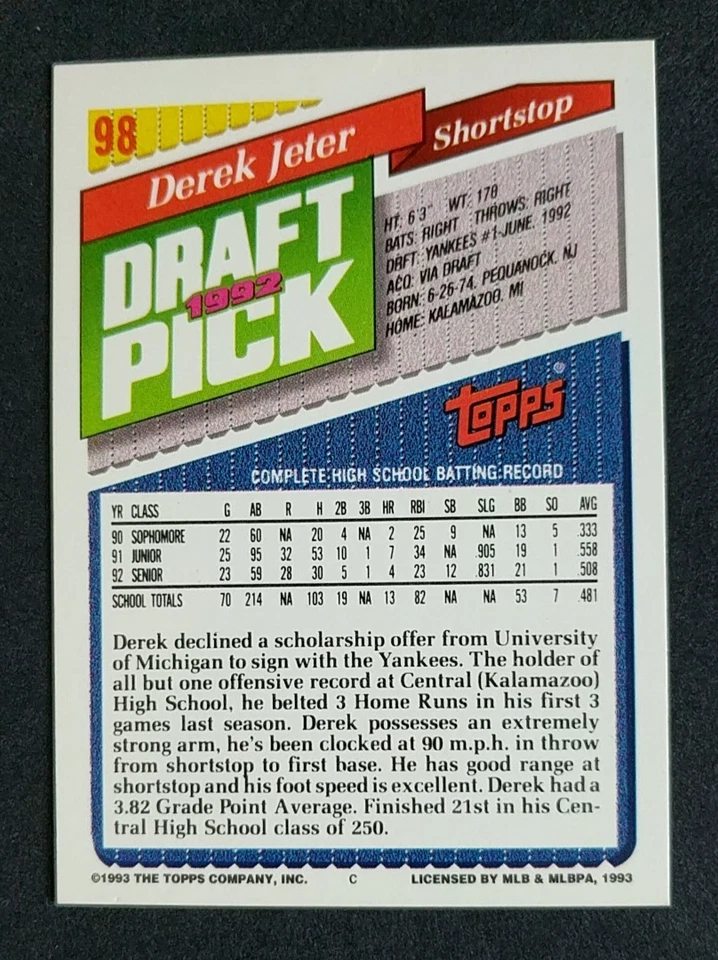 98
Derek Jeter
Shortstop
DRAFT
1992
PICK
HT: 6'3" WT: 170
BATS: RIGHT THROWS: RIGHT
DRFT: YANKEES #1-JUNE, 1992
ACQ: VIA DRAFT
BORN: 6-26-74, PEQUANOCK, NJ
HOME: KALAMAZOO, MI
TOPPS®
COMPLETE HIGH SCHOOL BATTING RECORD
YR CLASS G AB R H 2B 3B HR RBI SB SLG BB SO AVG
90 SOPHOMORE 22 60 NA 20 4 NA 2 25 9 NA 13 5 .333
91 JUNIOR 25 95 32 53 10 1 7 34 NA .905 19 1 .558
92 SENIOR 23 59 28 30 5 1 4 23 12 .831 21 1 .508
SCHOOL TOTALS 70 214 NA 103 19 NA 13 82 NA NA 53 7 .481
Derek declined a scholarship offer from University
of Michigan to sign with the Yankees. The holder of
all but one offensive record at Central (Kalamazoo)
High School, he belted 3 Home Runs in his first 3
games last season. Derek possesses an extremely
strong arm, he's been clocked at 90 m.p.h. in throw
from shortstop to first base. He has good range at
shortstop and his foot speed is excellent. Derek had a
3.82 Grade Point Average. Finished 21st in his Cen-
tral High School class of 250.
©1993 THE TOPPS COMPANY, INC. C LICENSED BY MLB & MLBPA, 1993